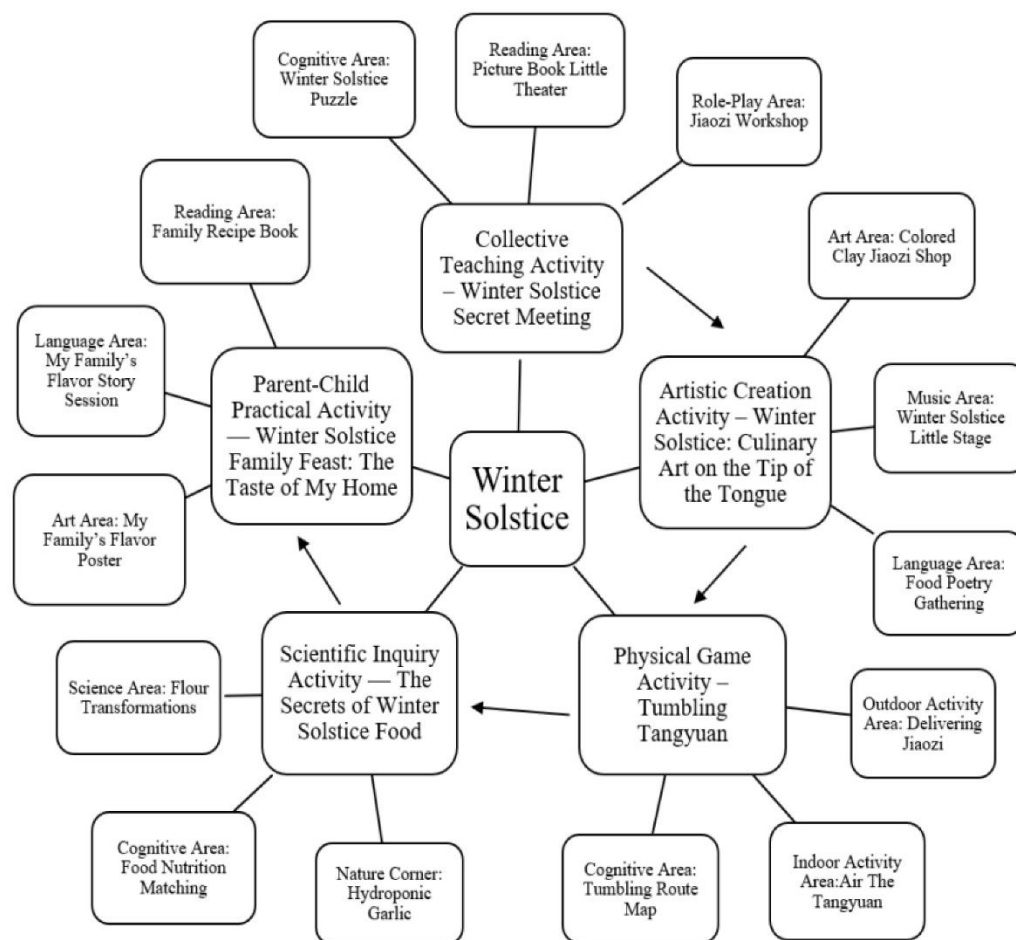 Cognitive Area:
Winter Solstice
Puzzle
Reading Area:
Picture Book Little
Theater
Role-Play Area:
Jiaozi Workshop
Reading Area:
Family Recipe Book
Collective
Teaching Activity
– Winter Solstice
Secret Meeting
Art Area: Colored
Clay Jiaozi Shop
Language Area:
My Family’s
Flavor Story
Session
Parent-Child
Practical Activity
— Winter Solstice
Family Feast: The
Taste of My Home
Winter
Solstice
Artistic Creation
Activity – Winter
Solstice: Culinary
Art on the Tip of
the Tongue
Music Area:
Winter Solstice
Little Stage
Art Area: My
Family’s Flavor
Poster
Language Area:
Food Poetry
Gathering
Science Area: Flour
Transformations
Scientific Inquiry
Activity — The
Secrets of Winter
Solstice Food
Physical Game
Activity –
Tumbling
Tangyuan
Outdoor Activity
Area: Delivering
Jiaozi
Cognitive Area:
Food Nutrition
Matching
Nature Corner:
Hydroponic
Garlic
Cognitive Area:
Tumbling Route
Map
Indoor Activity
Area:Air The
Tangyuan